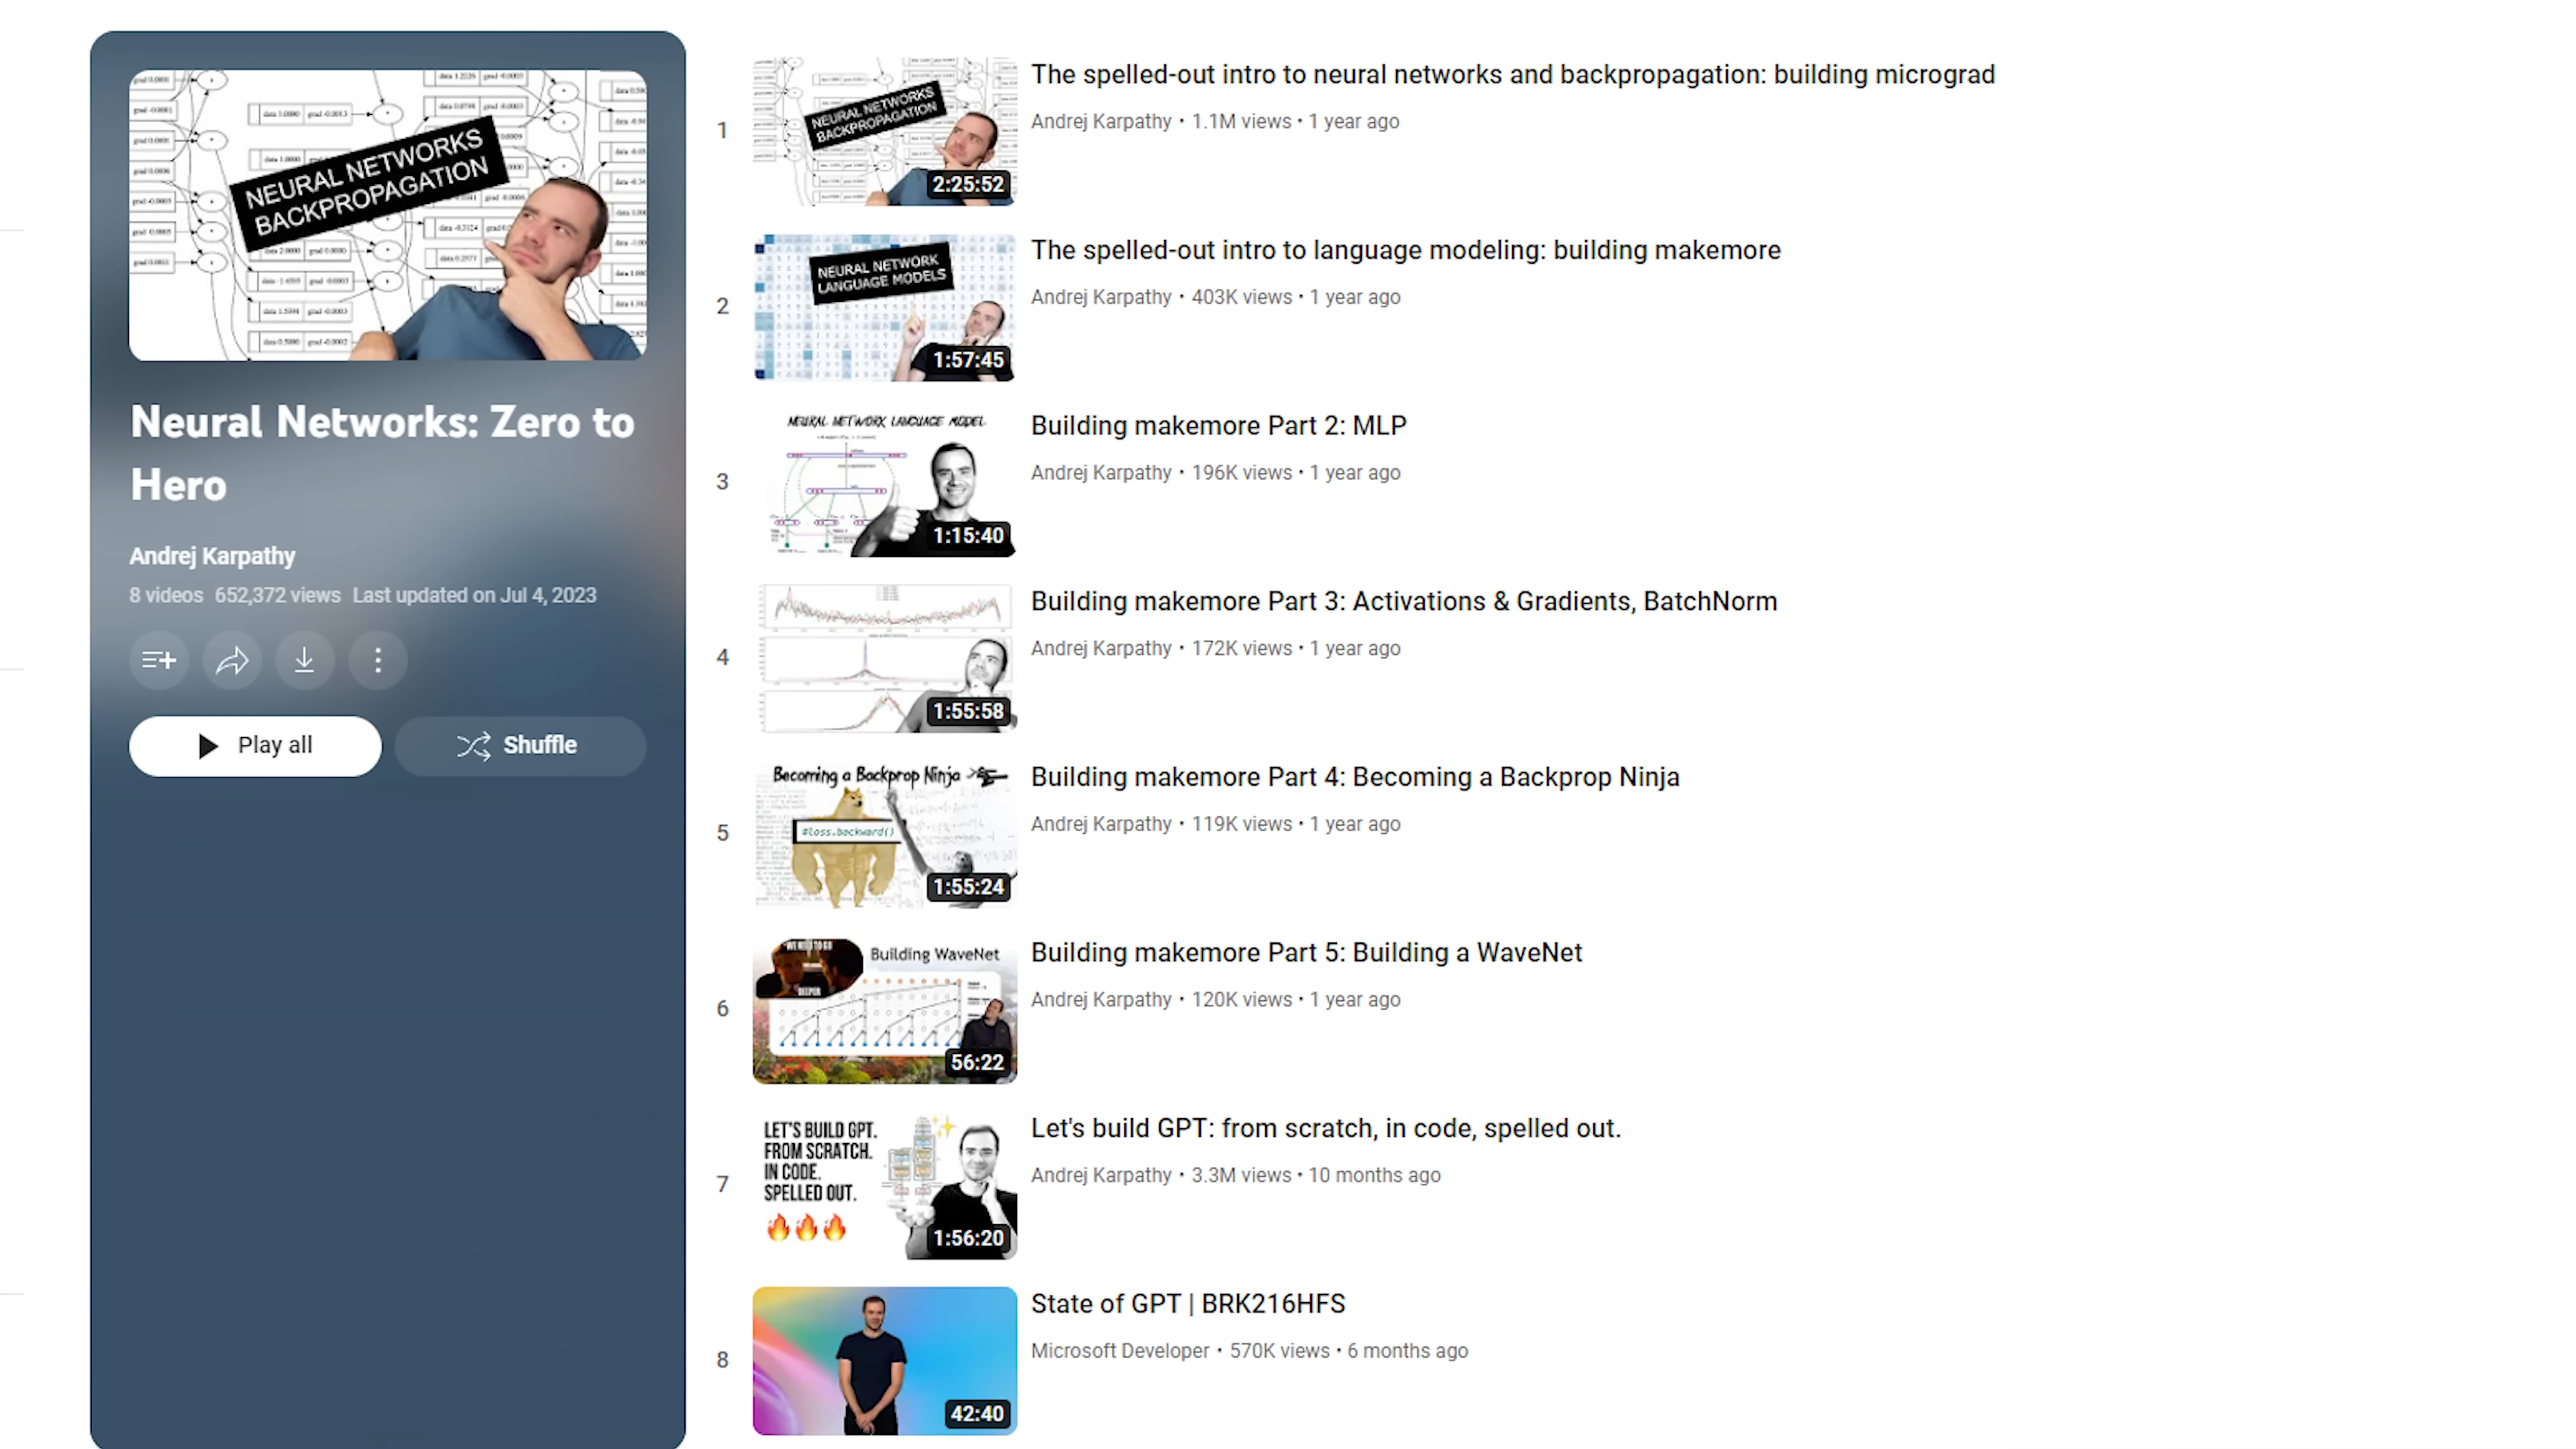 NEURAL NETWORKS
BACKPROPAGATION
Neural Networks: Zero to
Hero
Andrej Karpathy
8 videos 652,372 views Last updated on Jul 4, 2023
Play all
Shuffle
1
NEURAL NETWORKS
BACKPROPAGATION
2:25:52
The spelled-out intro to neural networks and backpropagation: building micrograd
Andrej Karpathy • 1.1M views • 1 year ago
2
NEURAL NETWORK
LANGUAGE MODELS
1:57:45
The spelled-out intro to language modeling: building makemore
Andrej Karpathy • 403K views • 1 year ago
3
NEURAL NETWORK LANGUAGE MODEL
1:15:40
Building makemore Part 2: MLP
Andrej Karpathy • 196K views • 1 year ago
4
1:55:58
Building makemore Part 3: Activations & Gradients, BatchNorm
Andrej Karpathy • 172K views • 1 year ago
5
Becoming a Backprop Ninja
#loss.backward()
1:55:24
Building makemore Part 4: Becoming a Backprop Ninja
Andrej Karpathy • 119K views • 1 year ago
6
WE NEED TO GO
DEEPER
Building WaveNet
56:22
Building makemore Part 5: Building a WaveNet
Andrej Karpathy • 120K views • 1 year ago
7
LET'S BUILD GPT.
FROM SCRATCH.
IN CODE.
SPELLED OUT.
1:56:20
Let's build GPT: from scratch, in code, spelled out.
Andrej Karpathy • 3.3M views • 10 months ago
8
42:40
State of GPT | BRK216HFS
Microsoft Developer • 570K views • 6 months ago